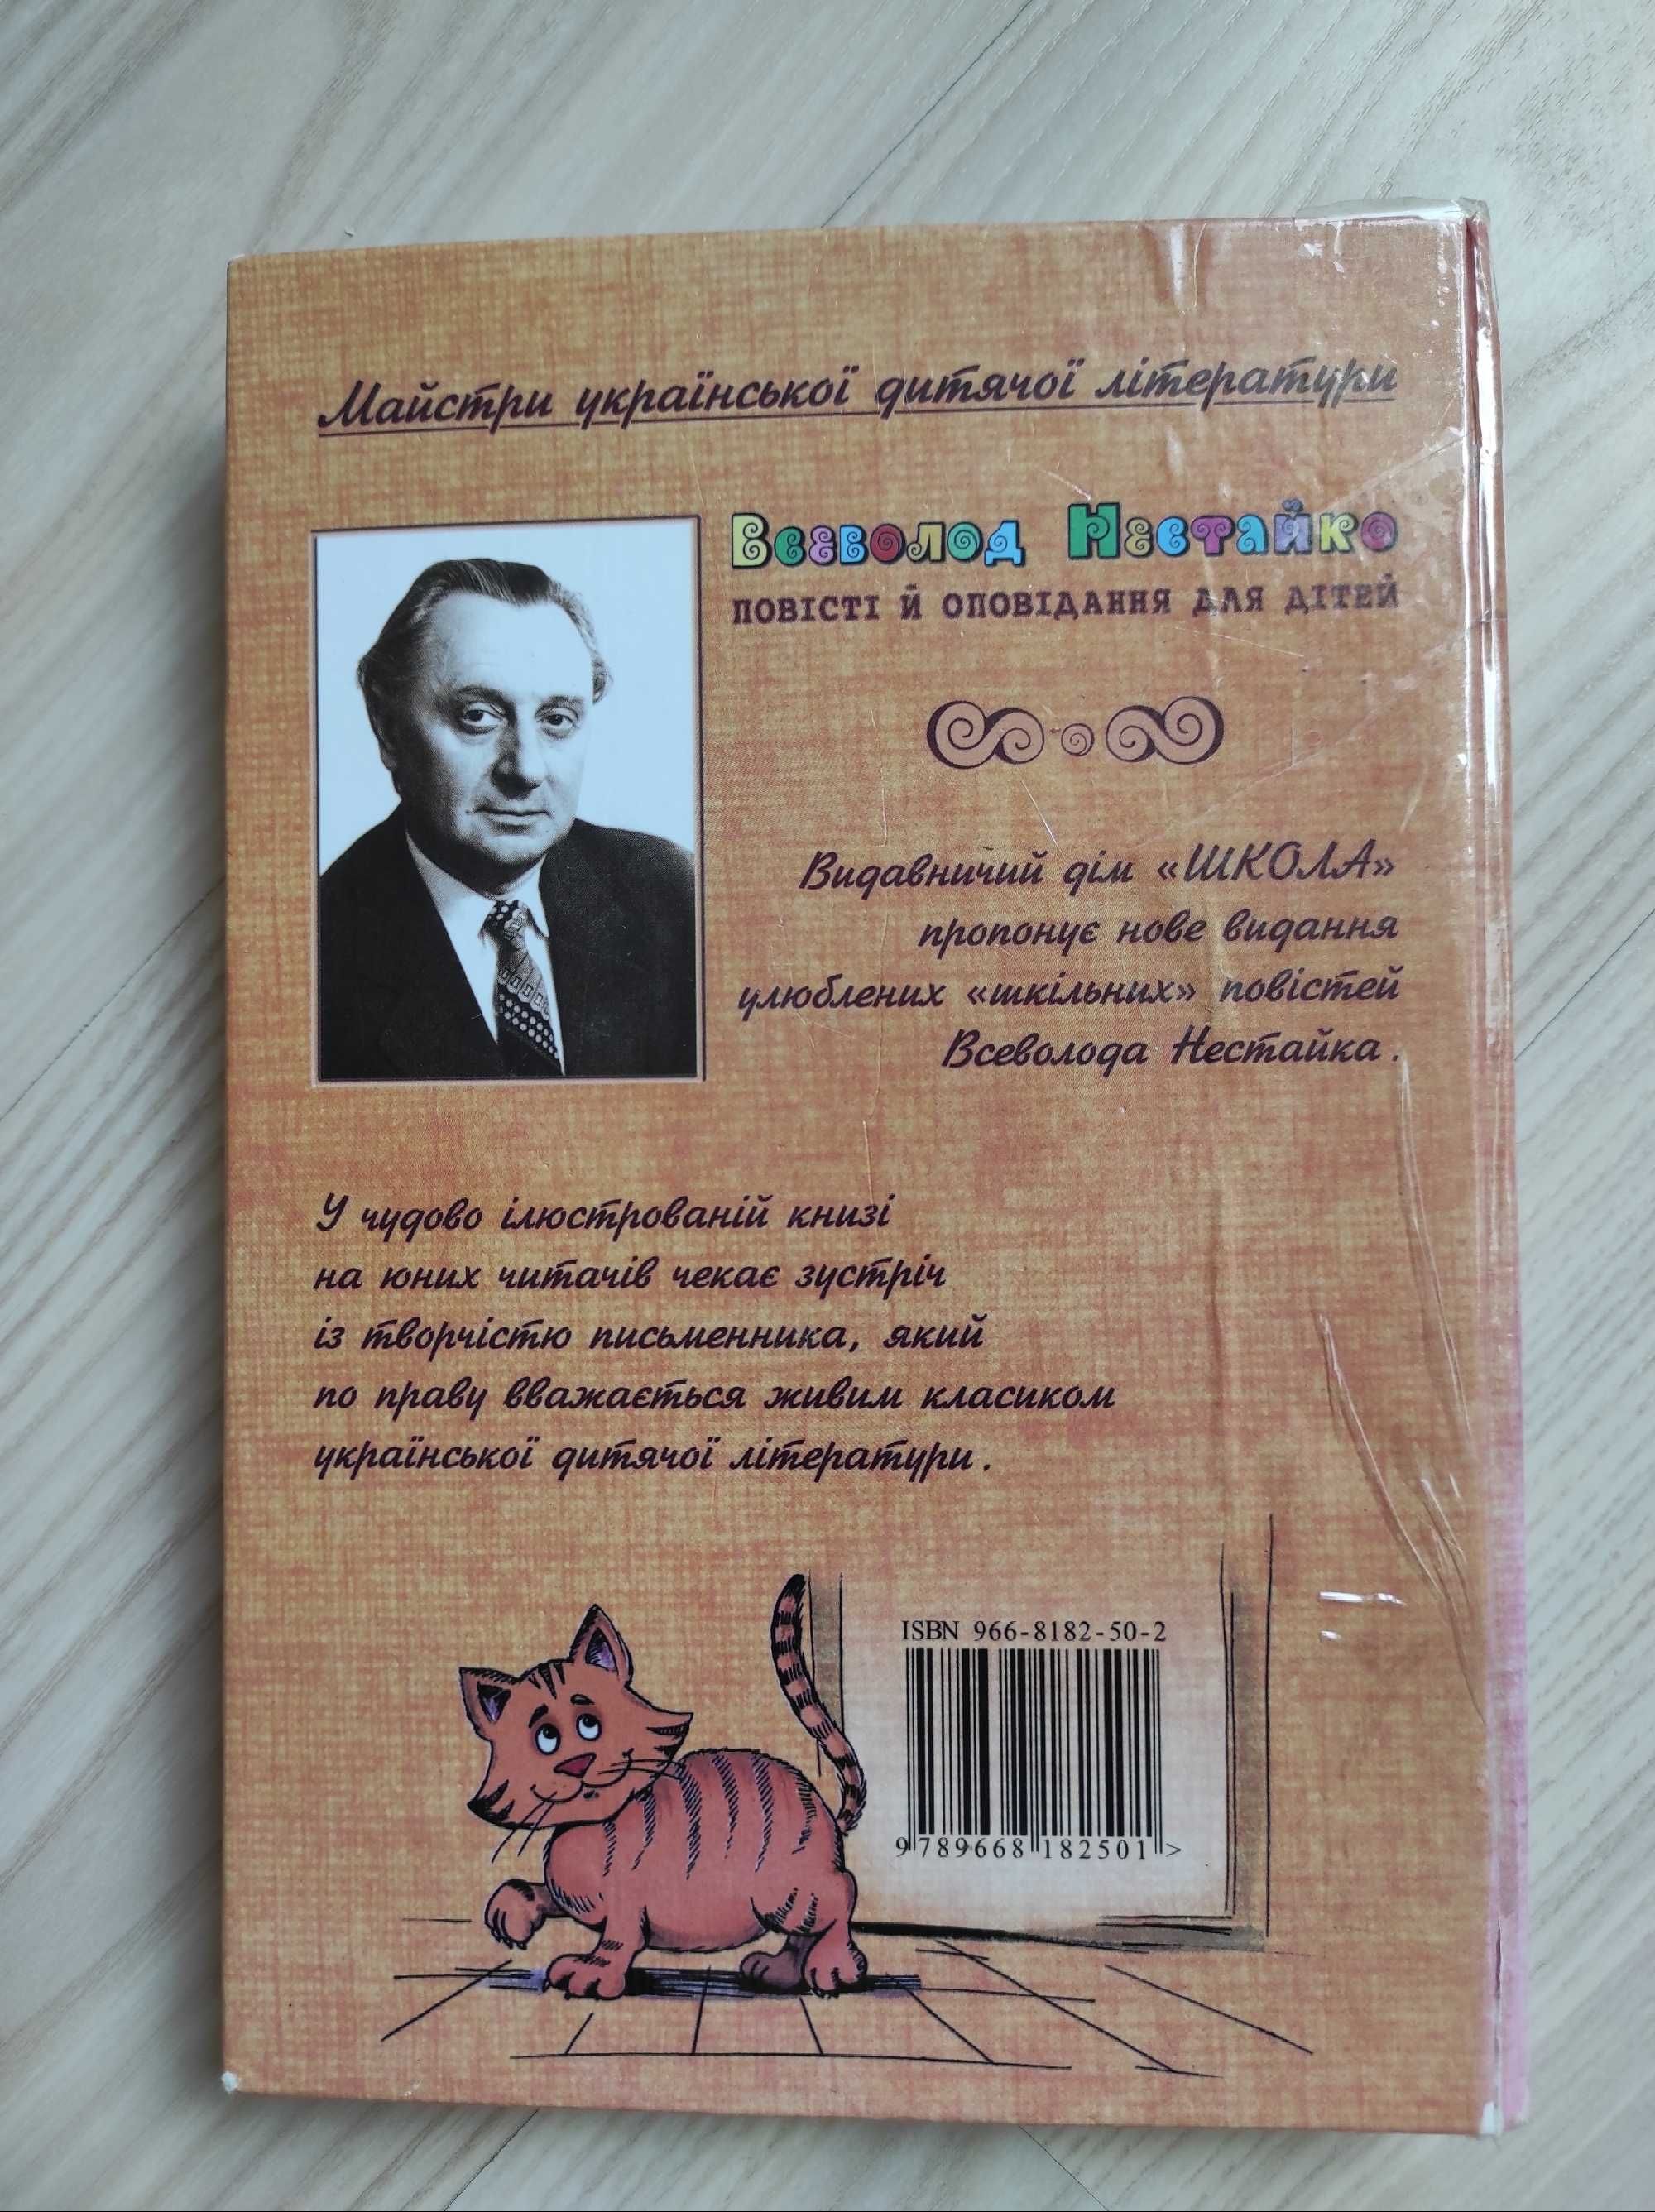 Майстри української дитячої літератури
Всеволод Нестайко
ПОВІСТІ Й ОПОВІДАННЯ ДЛЯ ДІТЕЙ
Видавничий дім «ШКОЛА»
пропонує нове видання
улюблених «шкільних» повістей
Всеволода Нестайка.
У чудово ілюстрованій книзі
на юних читачів чекає зустріч
із творчістю письменника, який
по праву вважається живим класиком
української дитячої літератури.
ISBN 966-8182-50-2
9 789668 182501 >